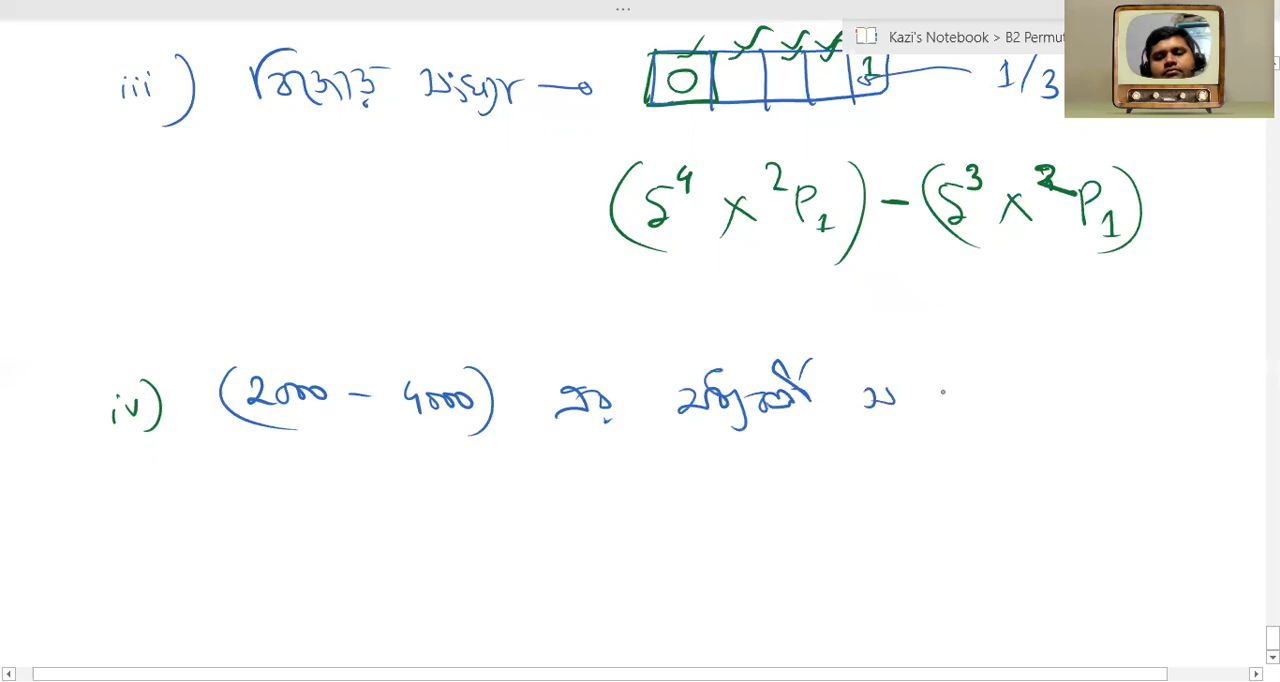 ...
Kazi's Notebook > B2 Permut
iii) বিজোড় সংখ্যা → 0 1 1/3
(5⁴ × ²P₁) - (5³ × ²P₁)
iv) (2000 - 4000) এর মধ্যবর্তী স